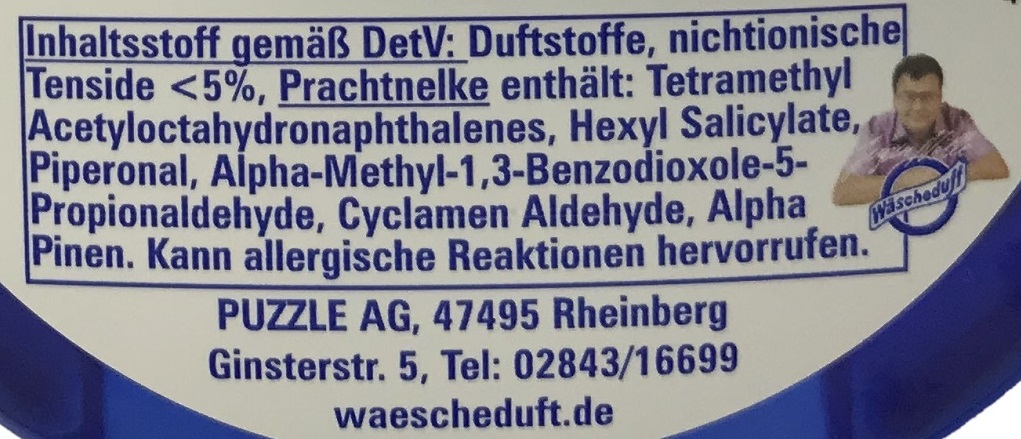 Inhaltsstoff gemäß DetV: Duftstoffe, nichtionische
Tenside <5%, Prachtnelke enthält: Tetramethyl
Acetyloctahydronaphthalenes, Hexyl Salicylate,
Piperonal, Alpha-Methyl-1,3-Benzodioxole-5-
Propionaldehyde, Cyclamen Aldehyde, Alpha
Pinen. Kann allergische Reaktionen hervorrufen.
Wäscheduft
PUZZLE AG, 47495 Rheinberg
Ginsterstr. 5, Tel: 02843/16699
waescheduft.de